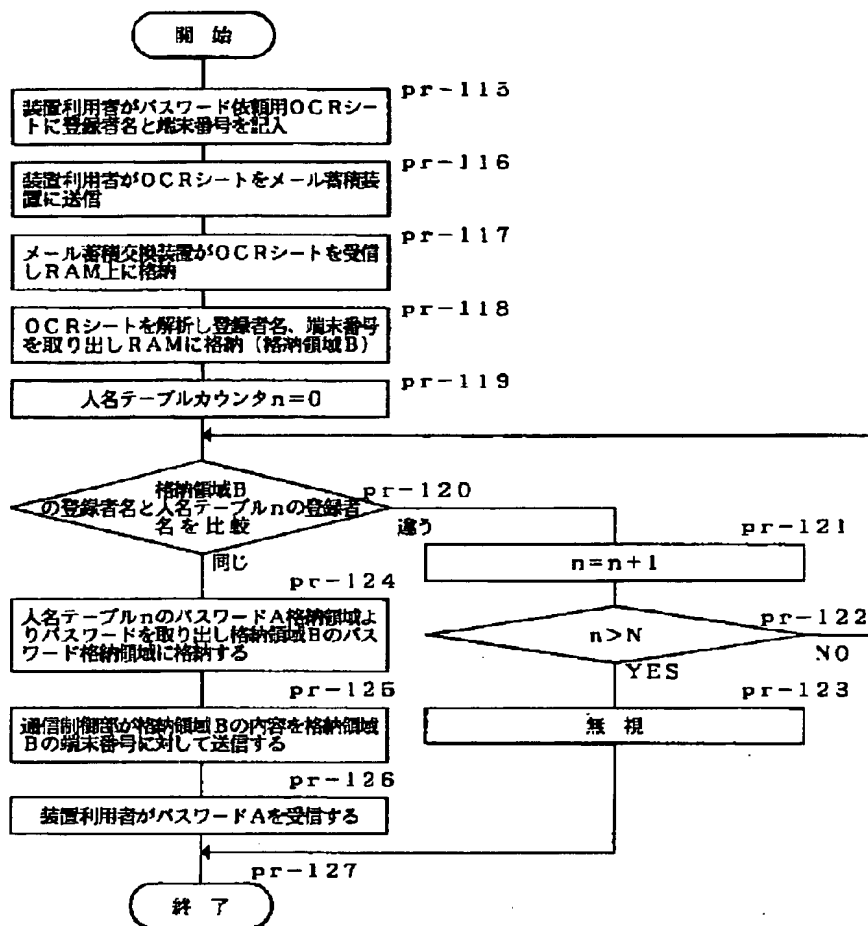 開始
pr-115
装置利用者がパスワード依頼用OCRシー
トに登録者名と端末番号を記入
pr-116
装置利用者がOCRシートをメール蓄積装
置に送信
pr-117
メール蓄積交換装置がOCRシートを受信
しRAM上に格納
pr-118
OCRシートを解析し登録者名、端末番号
を取り出しRAMに格納(格納領域B)
pr-119
人名テーブルカウンタn=0
格納領域B
pr-120
の登録者名と人名テーブルnの登録者
名を比較
違う
同じ
pr-121
n=n+1
pr-124
人名テーブルnのパスワードA格納領域よ
りパスワードを取り出し格納領域Bのパス
ワード格納領域に格納する
pr-122
n>N
NO
YES
pr-125
通信制御部が格納領域Bの内容を格納領域
Bの端末番号に対して送信する
pr-123
無視
pr-126
装置利用者がパスワードAを受信する
pr-127
終了